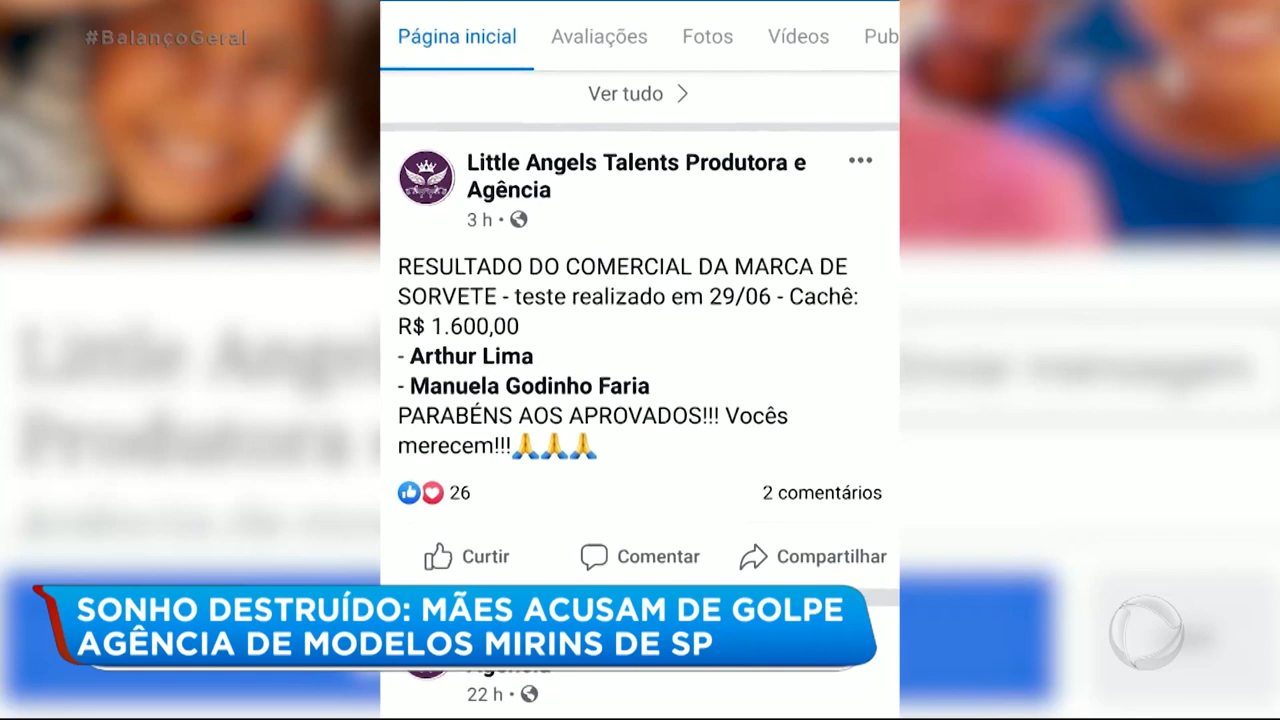 #BalançoGeral
Página inicial
Avaliações
Fotos
Vídeos
Pub
Ver tudo
Little Angels Talents Produtora e
Agência
3 h
RESULTADO DO COMERCIAL DA MARCA DE
SORVETE - teste realizado em 29/06 - Cachê:
R$ 1.600,00
- Arthur Lima
- Manuela Godinho Faria
PARABÉNS AOS APROVADOS!!! Vocês
merecem!!!🙏🙏🙏
26
2 comentários
Curtir
Comentar
Compartilhar
SONHO DESTRUÍDO: MÃES ACUSAM DE GOLPE
AGÊNCIA DE MODELOS MIRINS DE SP
Agência
22 h